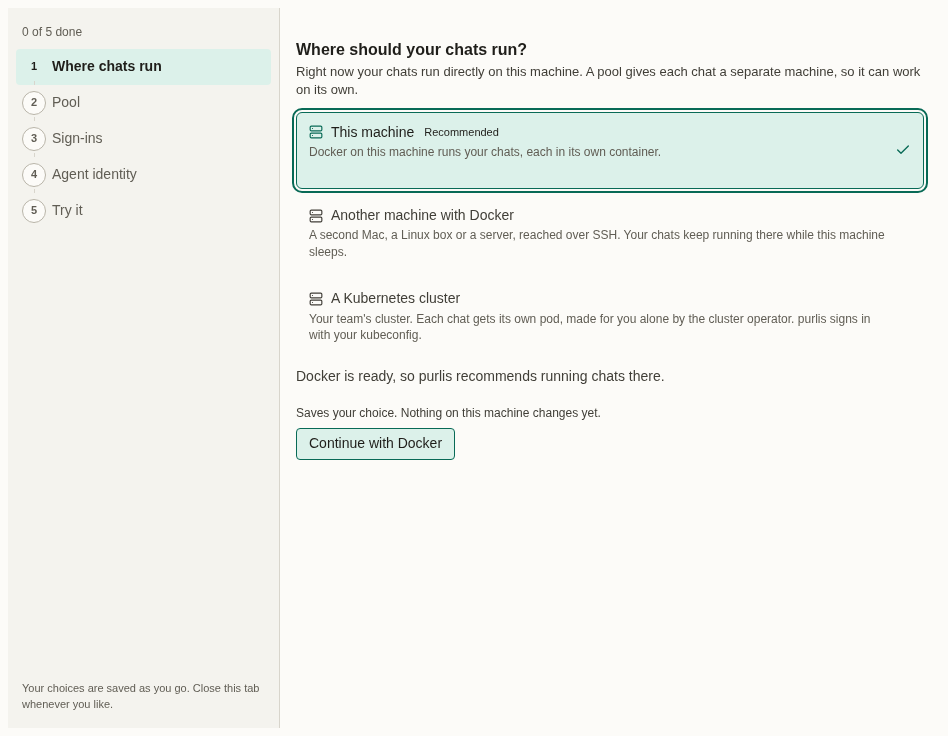 0 of 5 done
1 Where chats run
2 Pool
3 Sign-ins
4 Agent identity
5 Try it
Your choices are saved as you go. Close this tab
whenever you like.
Where should your chats run?
Right now your chats run directly on this machine. A pool gives each chat a separate machine, so it can work
on its own.
This machine Recommended
Docker on this machine runs your chats, each in its own container.
Another machine with Docker
A second Mac, a Linux box or a server, reached over SSH. Your chats keep running there while this machine
sleeps.
A Kubernetes cluster
Your team's cluster. Each chat gets its own pod, made for you alone by the cluster operator. purlis signs in
with your kubeconfig.
Docker is ready, so purlis recommends running chats there.
Saves your choice. Nothing on this machine changes yet.
Continue with Docker